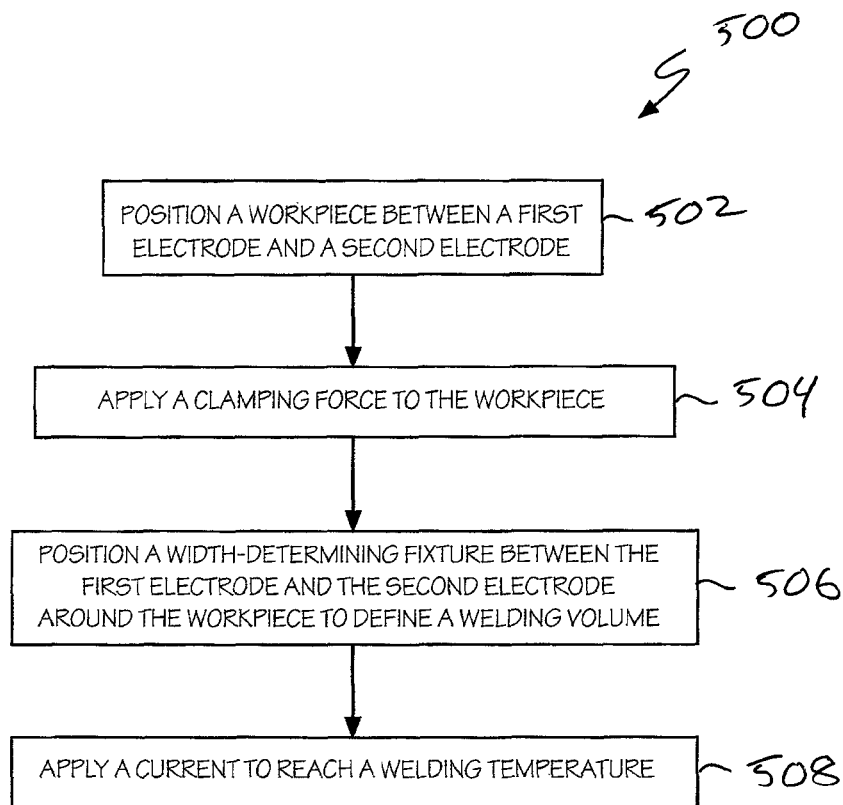 500
POSITION A WORKPIECE BETWEEN A FIRST
ELECTRODE AND A SECOND ELECTRODE
502
APPLY A CLAMPING FORCE TO THE WORKPIECE
504
POSITION A WIDTH-DETERMINING FIXTURE BETWEEN THE
FIRST ELECTRODE AND THE SECOND ELECTRODE
AROUND THE WORKPIECE TO DEFINE A WELDING VOLUME
506
APPLY A CURRENT TO REACH A WELDING TEMPERATURE
508